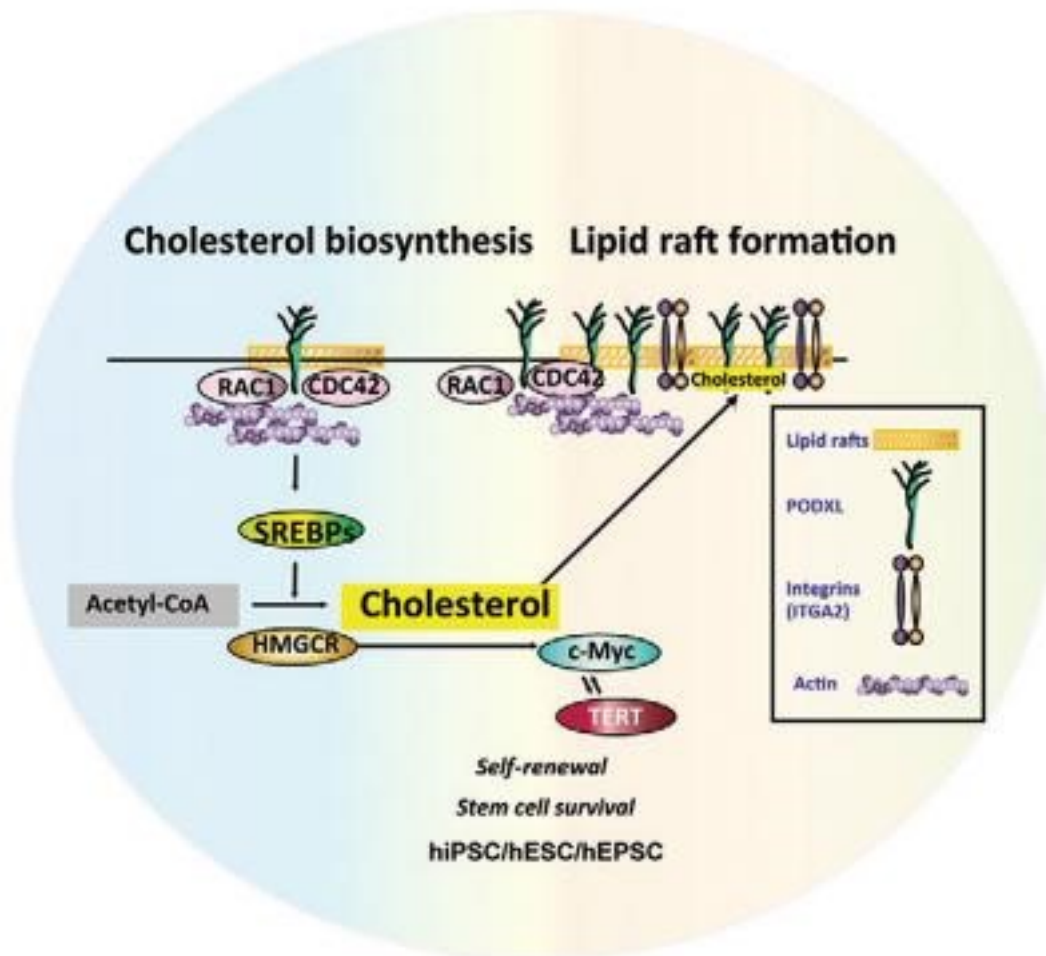 Cholesterol biosynthesis
Lipid raft formation
RAC1
CDC42
RAC1
CDC42
Cholesterol
SREBPs
Acetyl-CoA
Cholesterol
HMGCR
c-Myc
TERT
Self-renewal
Stem cell survival
hiPSC/hESC/hEPSC
Lipid rafts
PODXL
Integrins
(ITGA2)
Actin